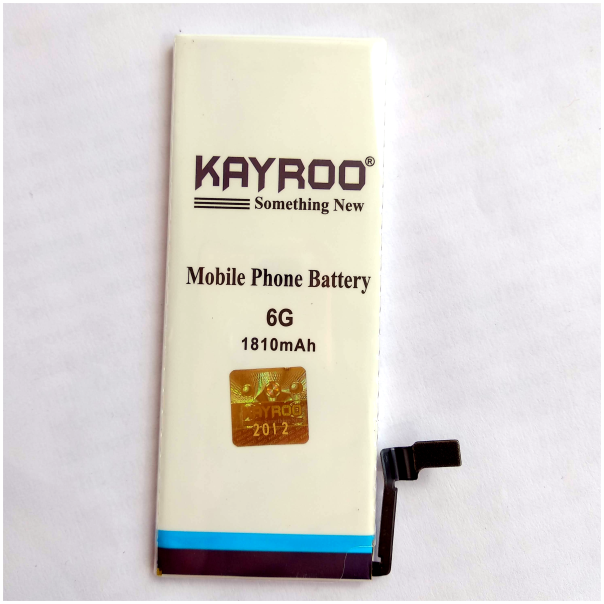 KAYROO®
Something New
Mobile Phone Battery
6G
1810mAh
KAYROO
2012